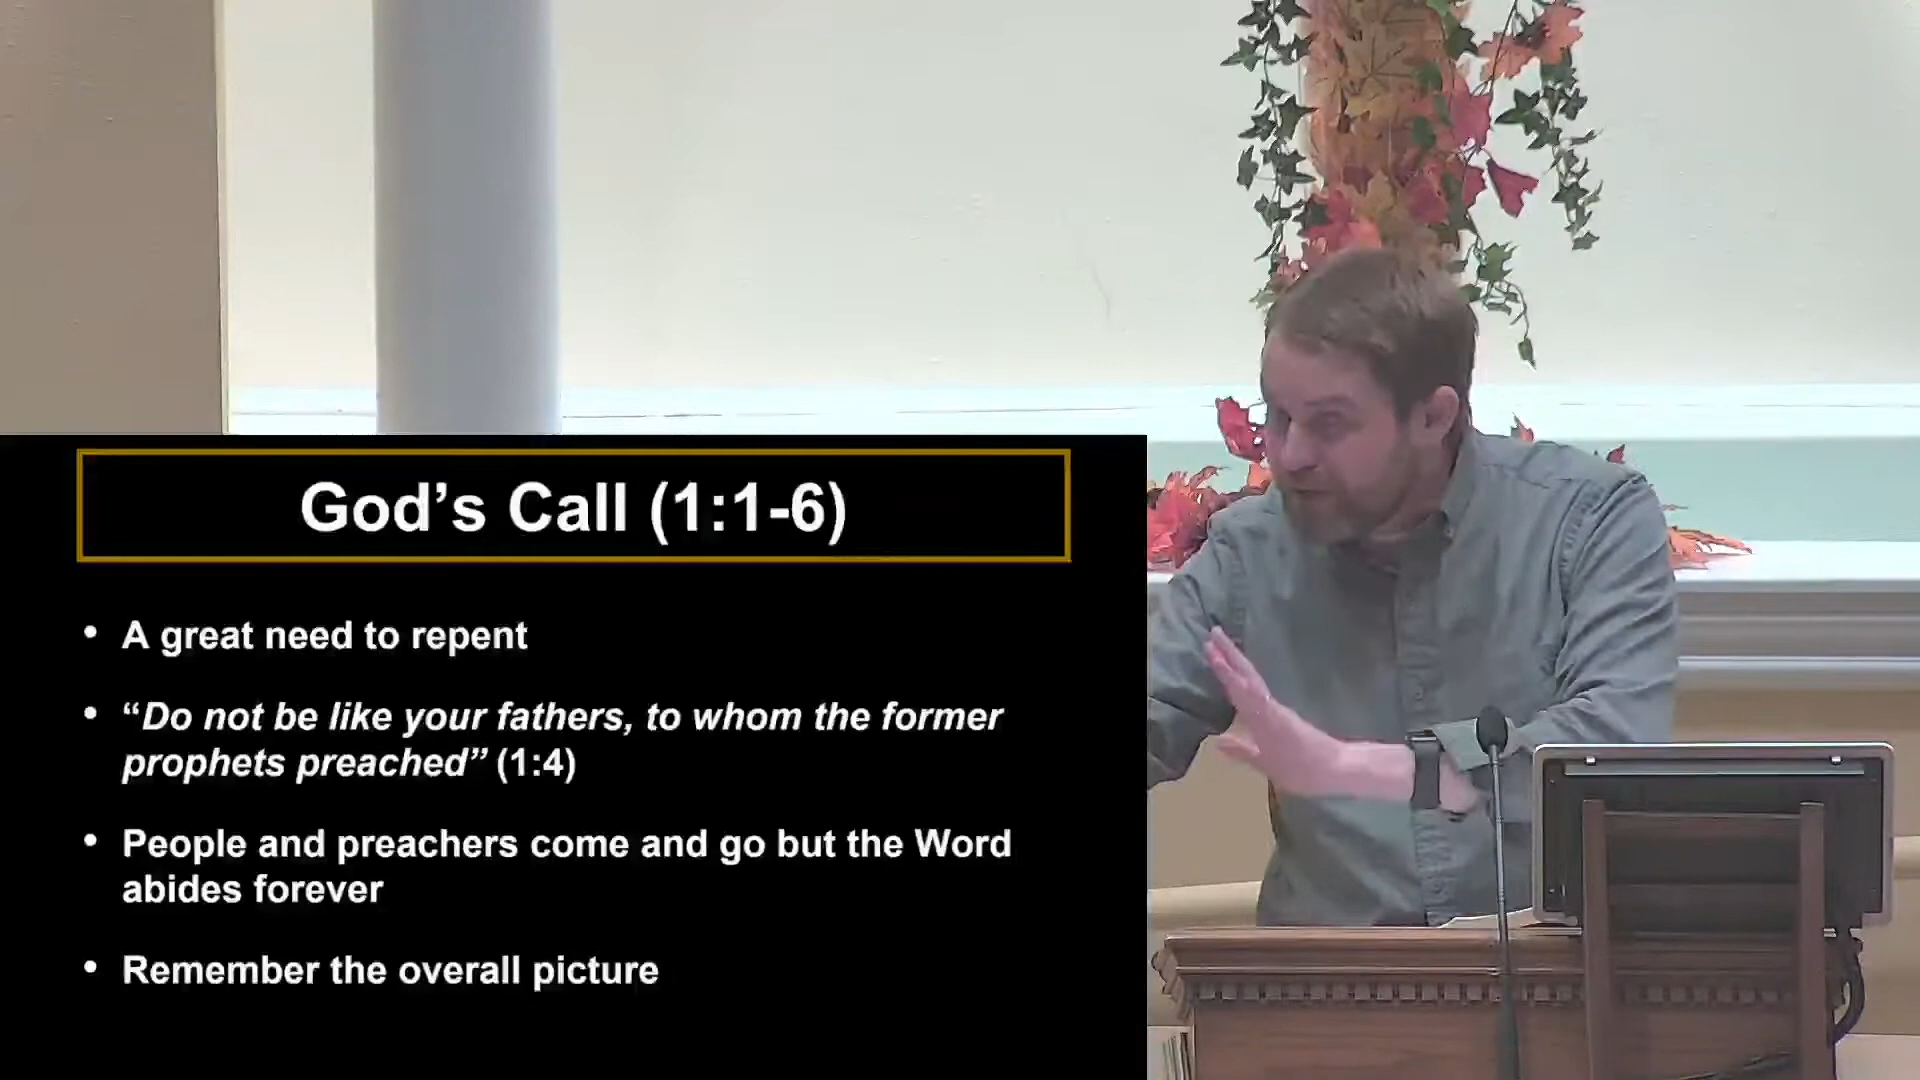 God’s Call (1:1-6)
• A great need to repent
• “Do not be like your fathers, to whom the former
prophets preached” (1:4)
• People and preachers come and go but the Word
abides forever
• Remember the overall picture